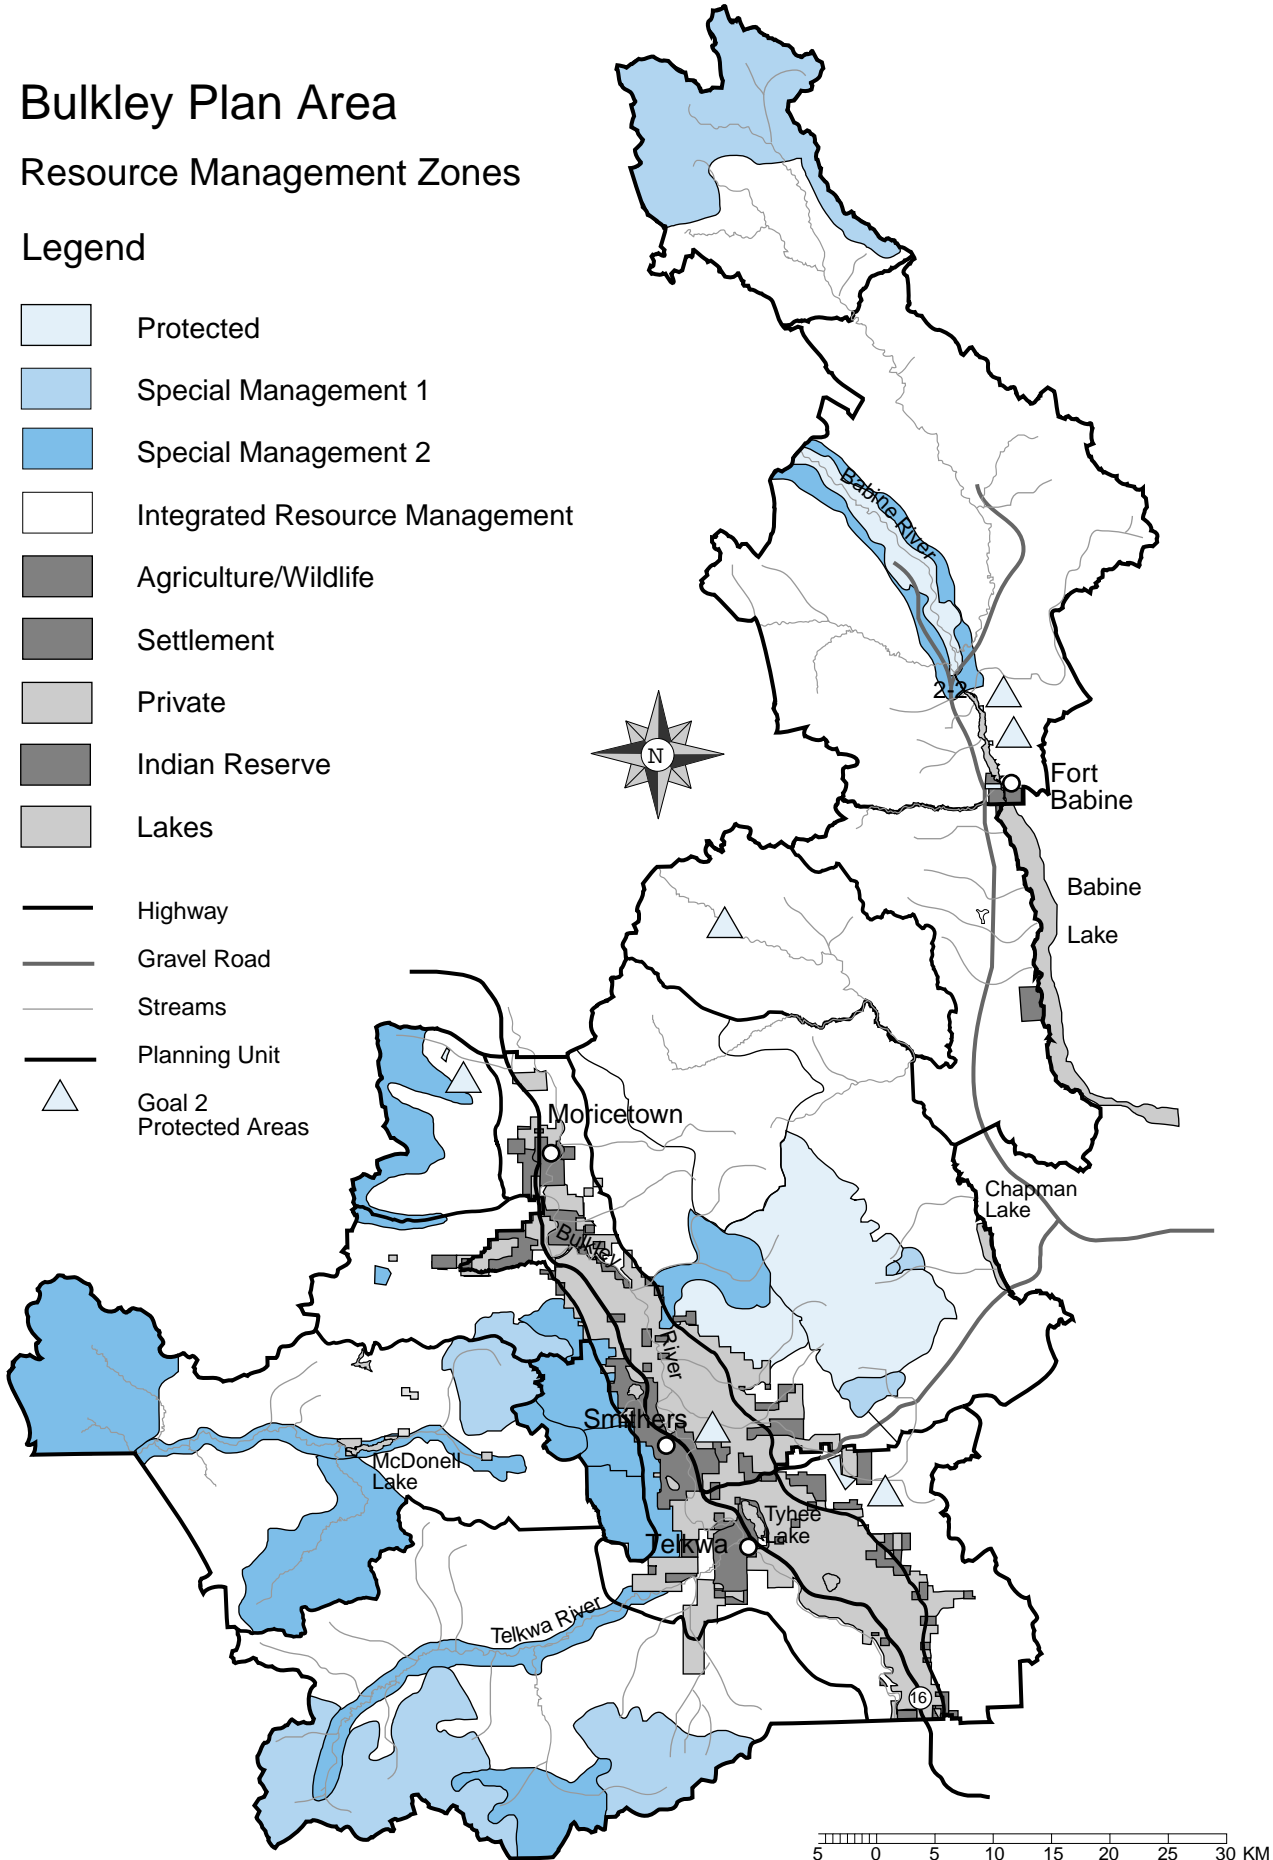 Bulkley Plan Area
Resource Management Zones
Legend
Protected
Special Management 1
Special Management 2
Integrated Resource Management
Agriculture/Wildlife
Settlement
Private
Indian Reserve
Lakes
Highway
Gravel Road
Streams
Planning Unit
Goal 2
Protected Areas
Babine River
2-2
N
Fort
Babine
Babine
Lake
Moricetown
Chapman
Lake
Bulkley
River
Smithers
McDonell
Lake
Tyhee
Lake
Telkwa
Telkwa River
16
5 0 5 10 15 20 25 30 KM